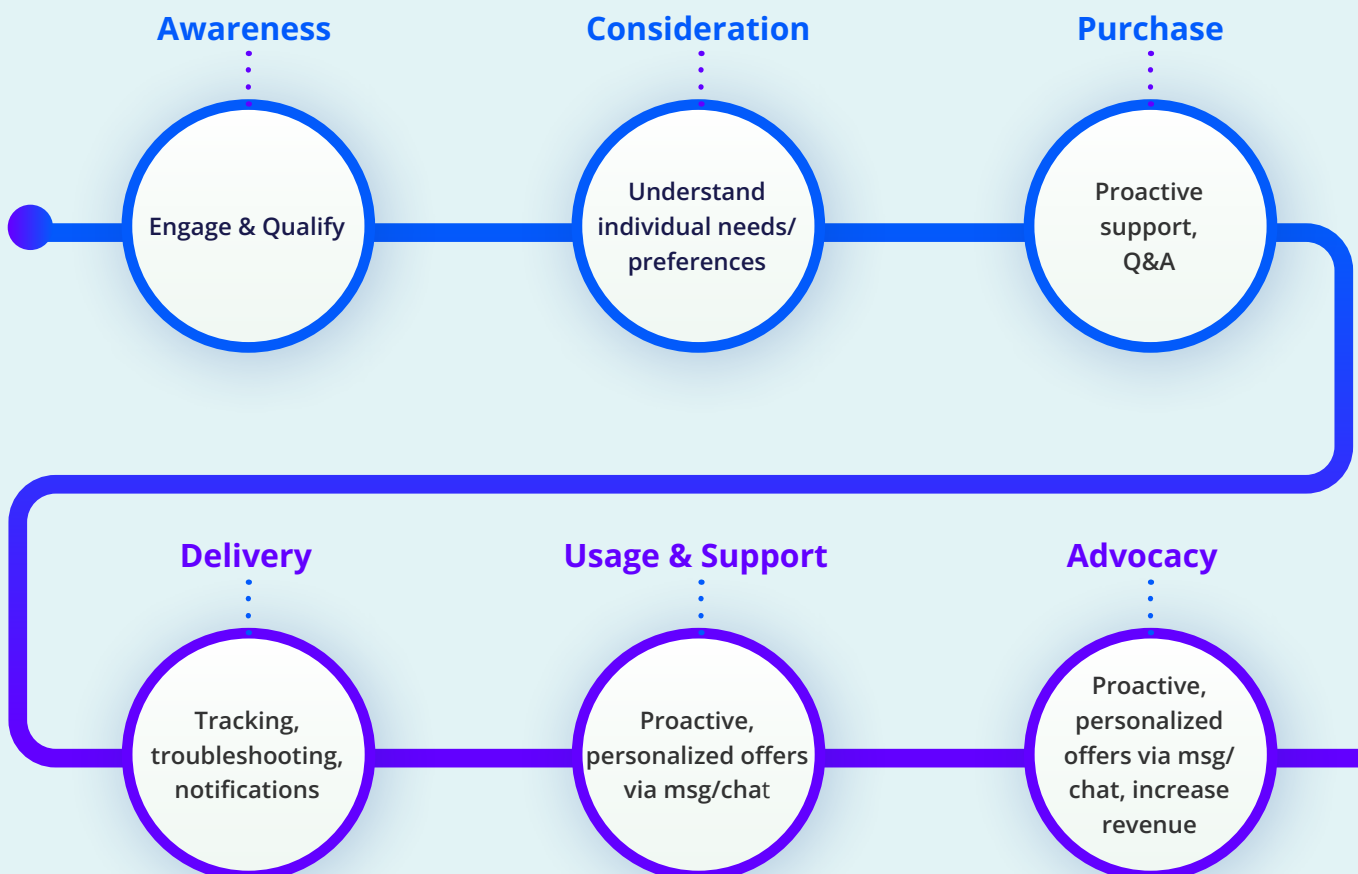 Awareness
Consideration
Purchase
Engage & Qualify
Understand
individual needs/
preferences
Proactive
support,
Q&A
Delivery
Usage & Support
Advocacy
Tracking,
troubleshooting,
notifications
Proactive,
personalized offers
via msg/chat
Proactive,
personalized
offers via msg/
chat, increase
revenue